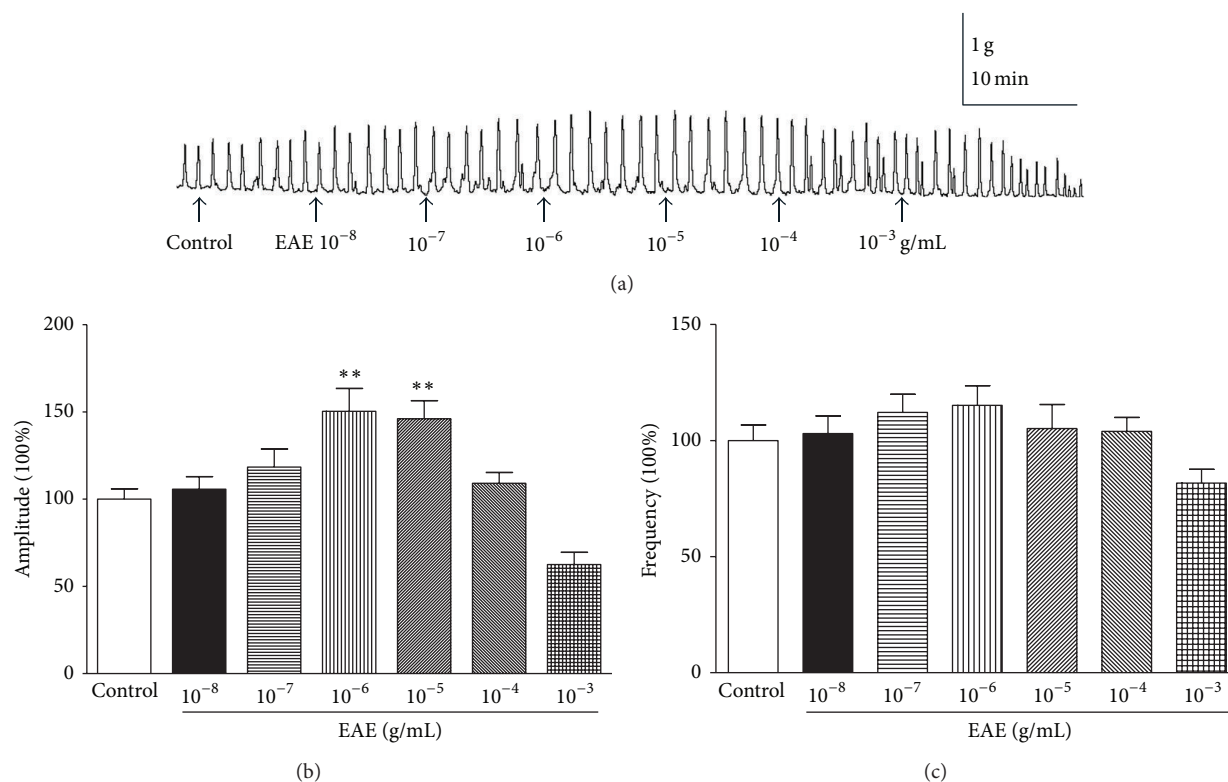 1 g
10 min
Control EAE 10⁻⁸ 10⁻⁷ 10⁻⁶ 10⁻⁵ 10⁻⁴ 10⁻³ g/mL
(a)
Amplitude (100%)
200
150
100
50
0
** **
Control 10⁻⁸ 10⁻⁷ 10⁻⁶ 10⁻⁵ 10⁻⁴ 10⁻³
EAE (g/mL)
(b)
Frequency (100%)
150
100
50
0
Control 10⁻⁸ 10⁻⁷ 10⁻⁶ 10⁻⁵ 10⁻⁴ 10⁻³
EAE (g/mL)
(c)